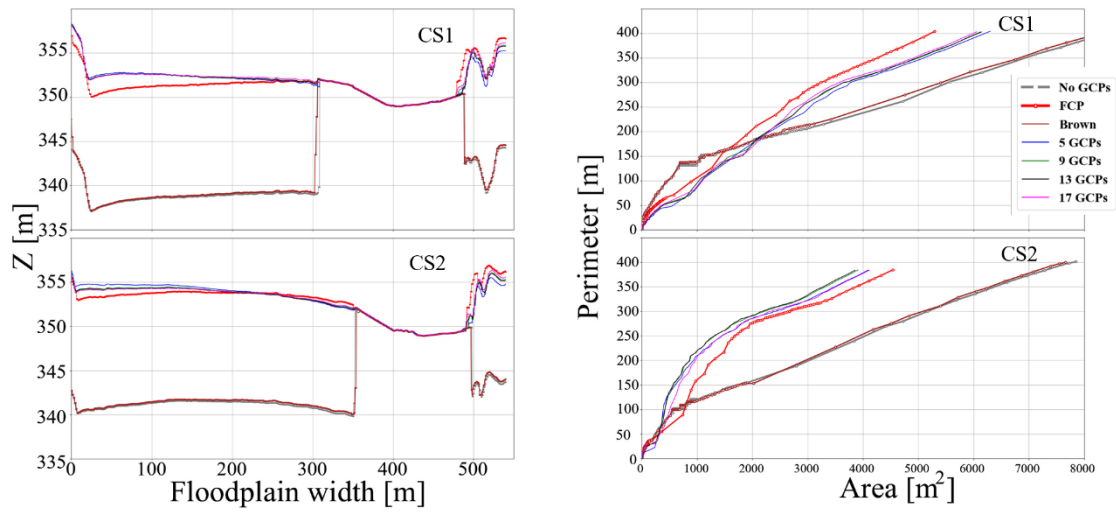 CS1
355
350
345
340
335
CS2
355
350
345
340
335
0
100
200
300
400
500
Z [m]
Floodplain width [m]
CS1
400
350
300
250
200
150
100
50
0
No GCPs
FCP
Brown
5 GCPs
9 GCPs
13 GCPs
17 GCPs
CS2
400
350
300
250
200
150
100
50
0
0
1000
2000
3000
4000
5000
6000
7000
8000
Perimeter [m]
Area [m²]